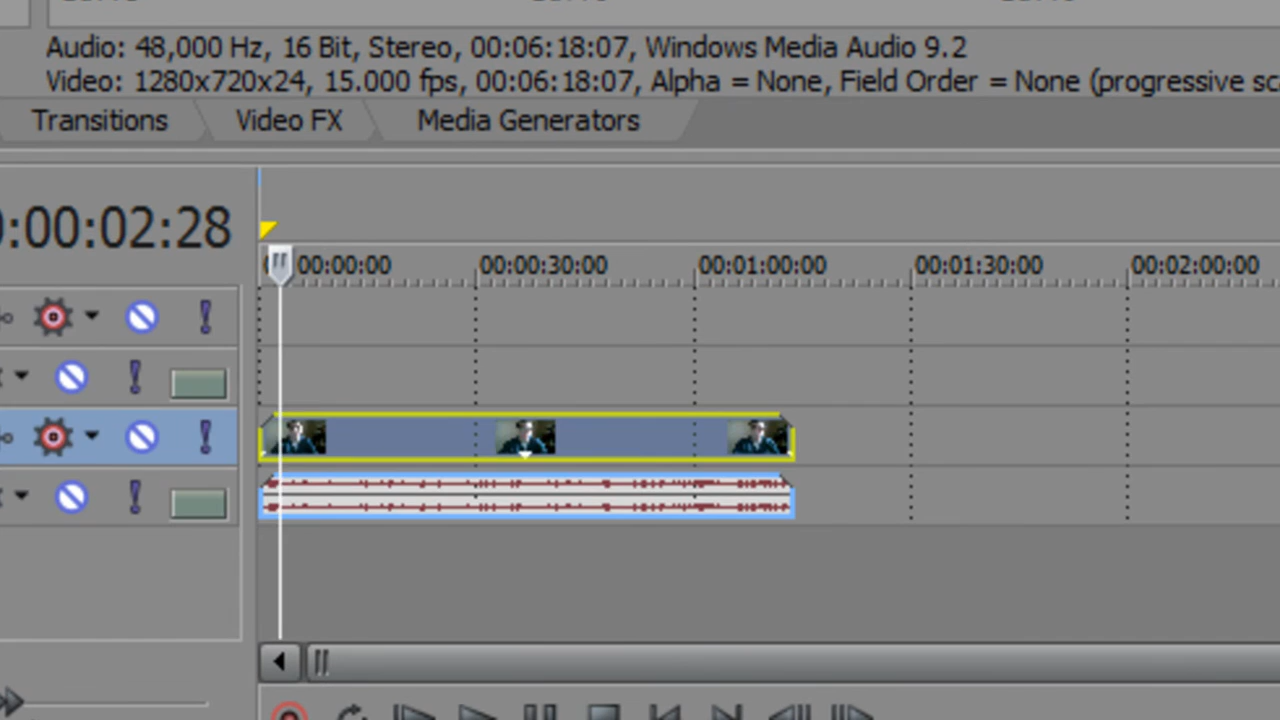 Audio: 48,000 Hz, 16 Bit, Stereo, 00:06:18:07, Windows Media Audio 9.2
Video: 1280x720x24, 15.000 fps, 00:06:18:07, Alpha = None, Field Order = None (progressive sc
Transitions Video FX Media Generators
:00:02:28
00:00:00 00:00:30:00 00:01:00:00 00:01:30:00 00:02:00:00